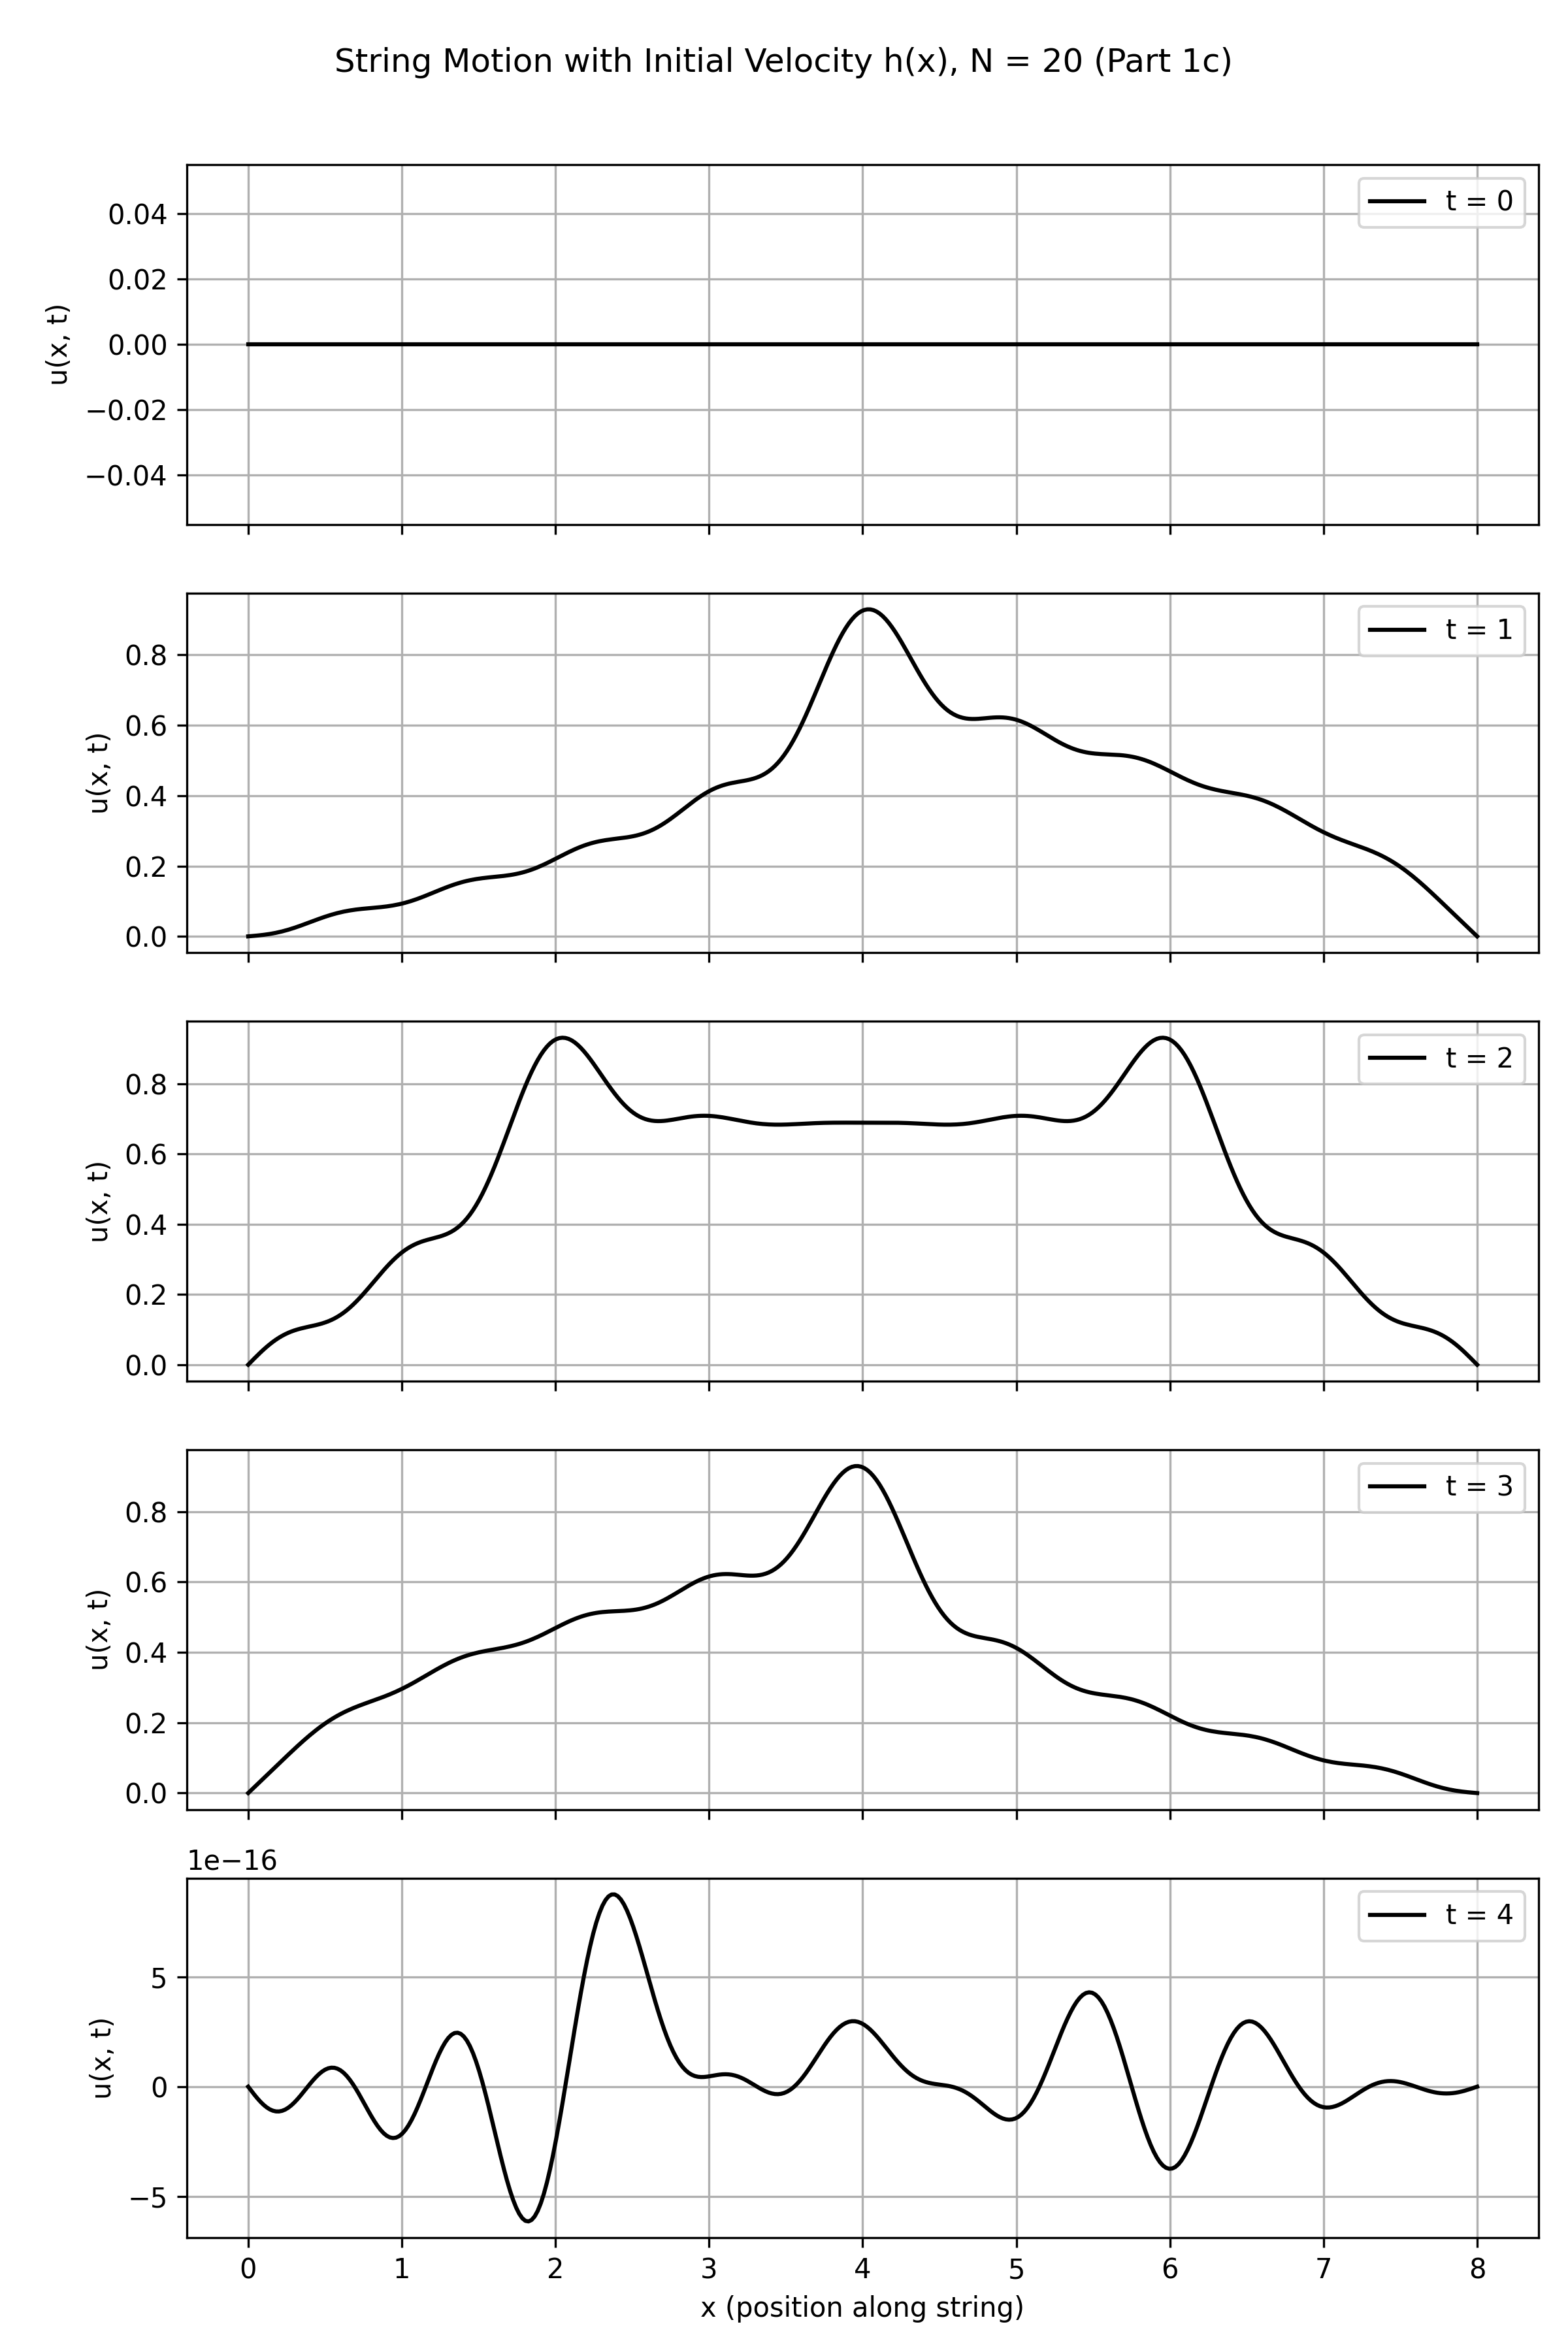 String Motion with Initial Velocity h(x), N = 20 (Part 1c)
t = 0
0.04
0.02
0.00
−0.02
−0.04
u(x, t)
t = 1
0.8
0.6
0.4
0.2
0.0
u(x, t)
t = 2
0.8
0.6
0.4
0.2
0.0
u(x, t)
t = 3
0.8
0.6
0.4
0.2
0.0
u(x, t)
1e−16
t = 4
5
0
−5
u(x, t)
0 1 2 3 4 5 6 7 8
x (position along string)